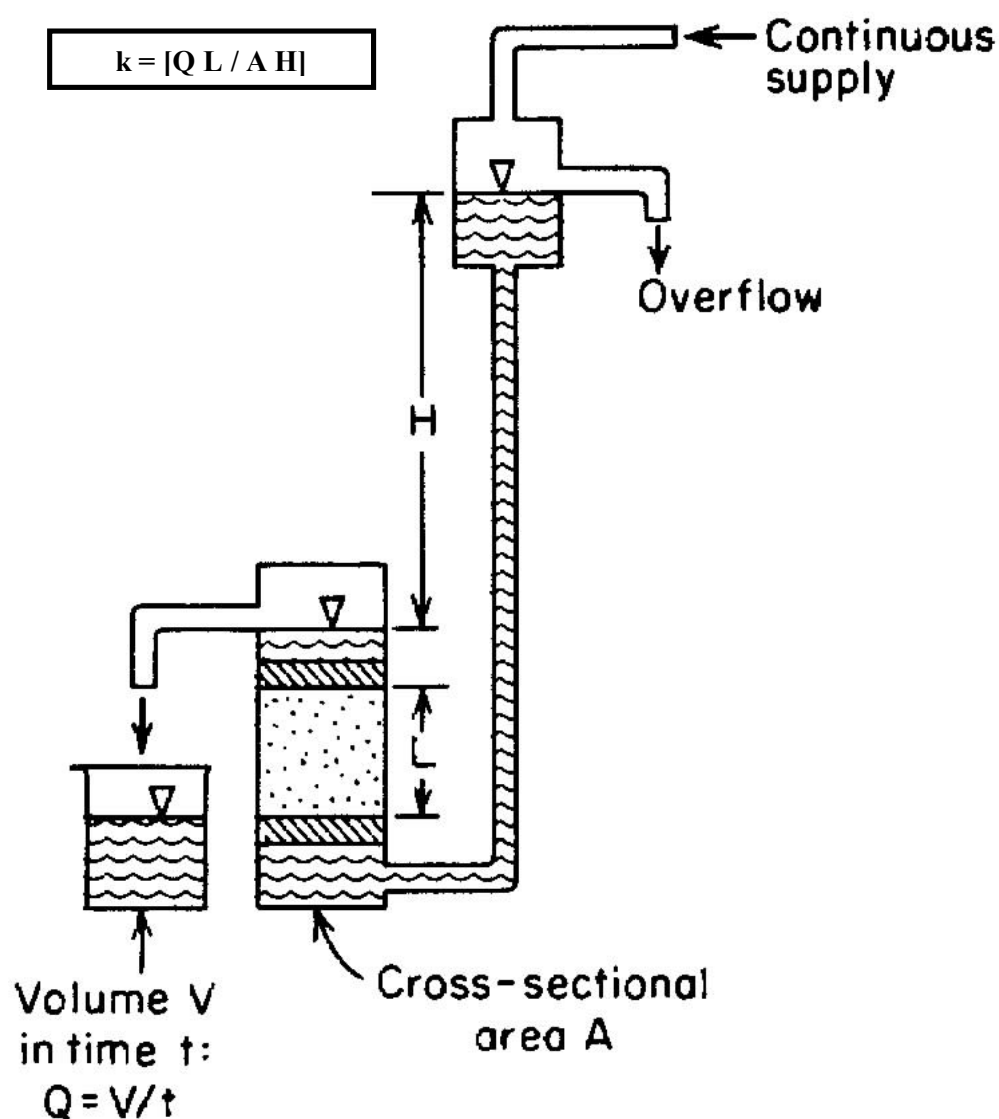 k = [Q L / A H]
Continuous
supply
Overflow
H
L
Cross-sectional
area A
Volume V
in time t:
Q = V/t